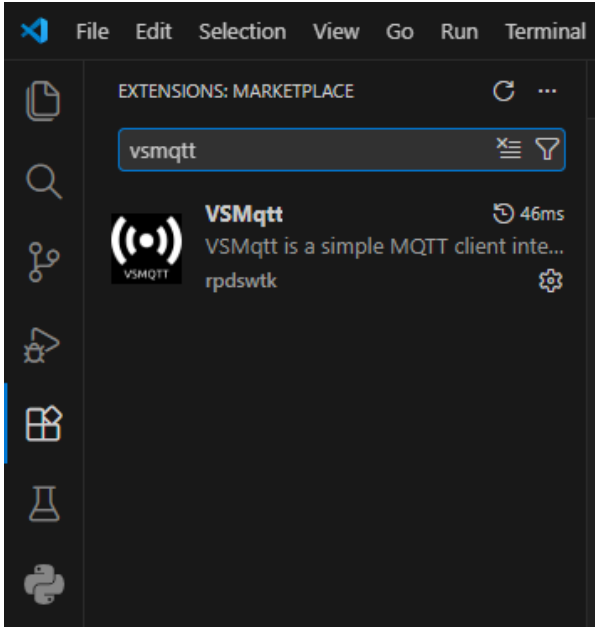 File Edit Selection View Go Run Terminal
EXTENSIONS: MARKETPLACE
vsmqtt
VSMqtt 46ms
VSMQTT
VSMqtt is a simple MQTT client inte...
rpdswtk